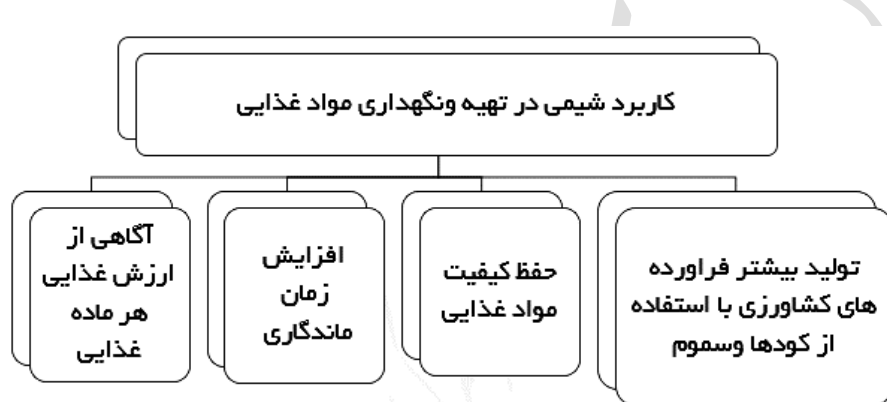 کاربرد شیمی در تهیه ونگهداری مواد غذایی
تولید بیشتر فراورده
های کشاورزی با استفاده
از کودها وسموم
حفظ کیفیت
مواد غذایی
افزایش
زمان
ماندگاری
آگاهی از
ارزش غذایی
هر ماده
غذایی